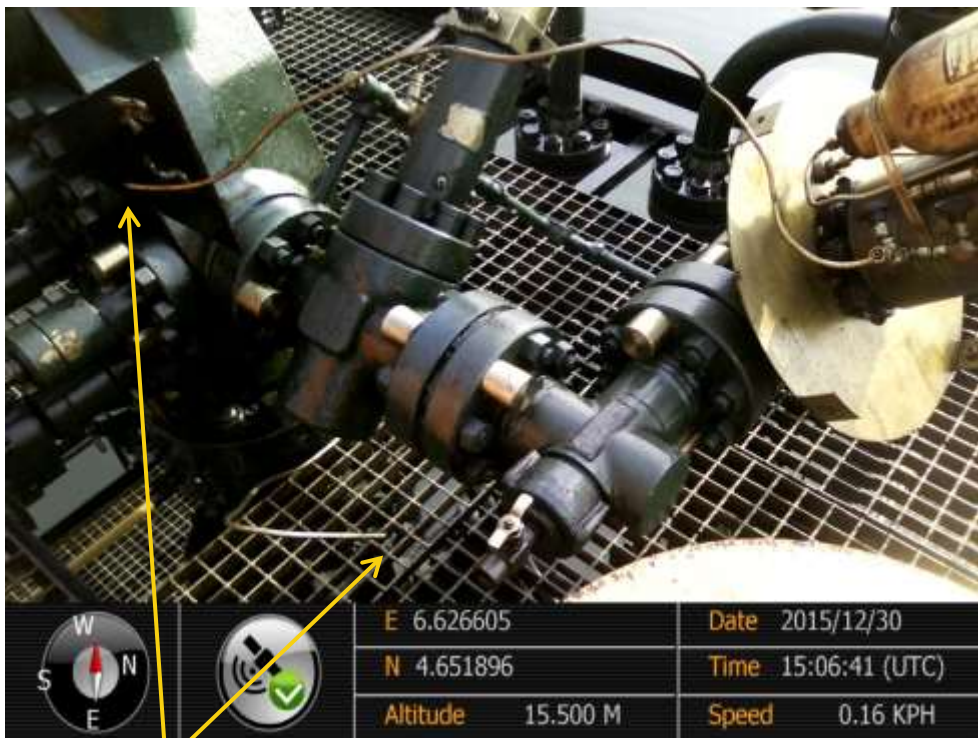 W
S N
E
E 6.626605
N 4.651896
Altitude 15.500 M
Date 2015/12/30
Time 15:06:41 (UTC)
Speed 0.16 KPH